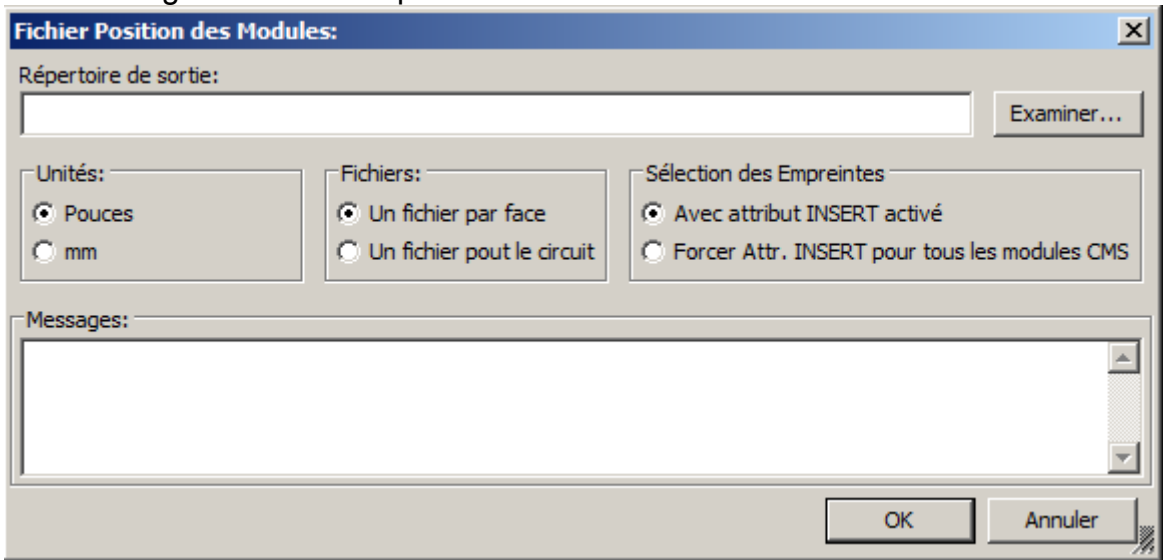 Fichier Position des Modules:
Répertoire de sortie:
Examiner...
Unités:
Pouces
mm
Fichiers:
Un fichier par face
Un fichier pout le circuit
Sélection des Empreintes
Avec attribut INSERT activé
Forcer Attr. INSERT pour tous les modules CMS
Messages:
OK
Annuler